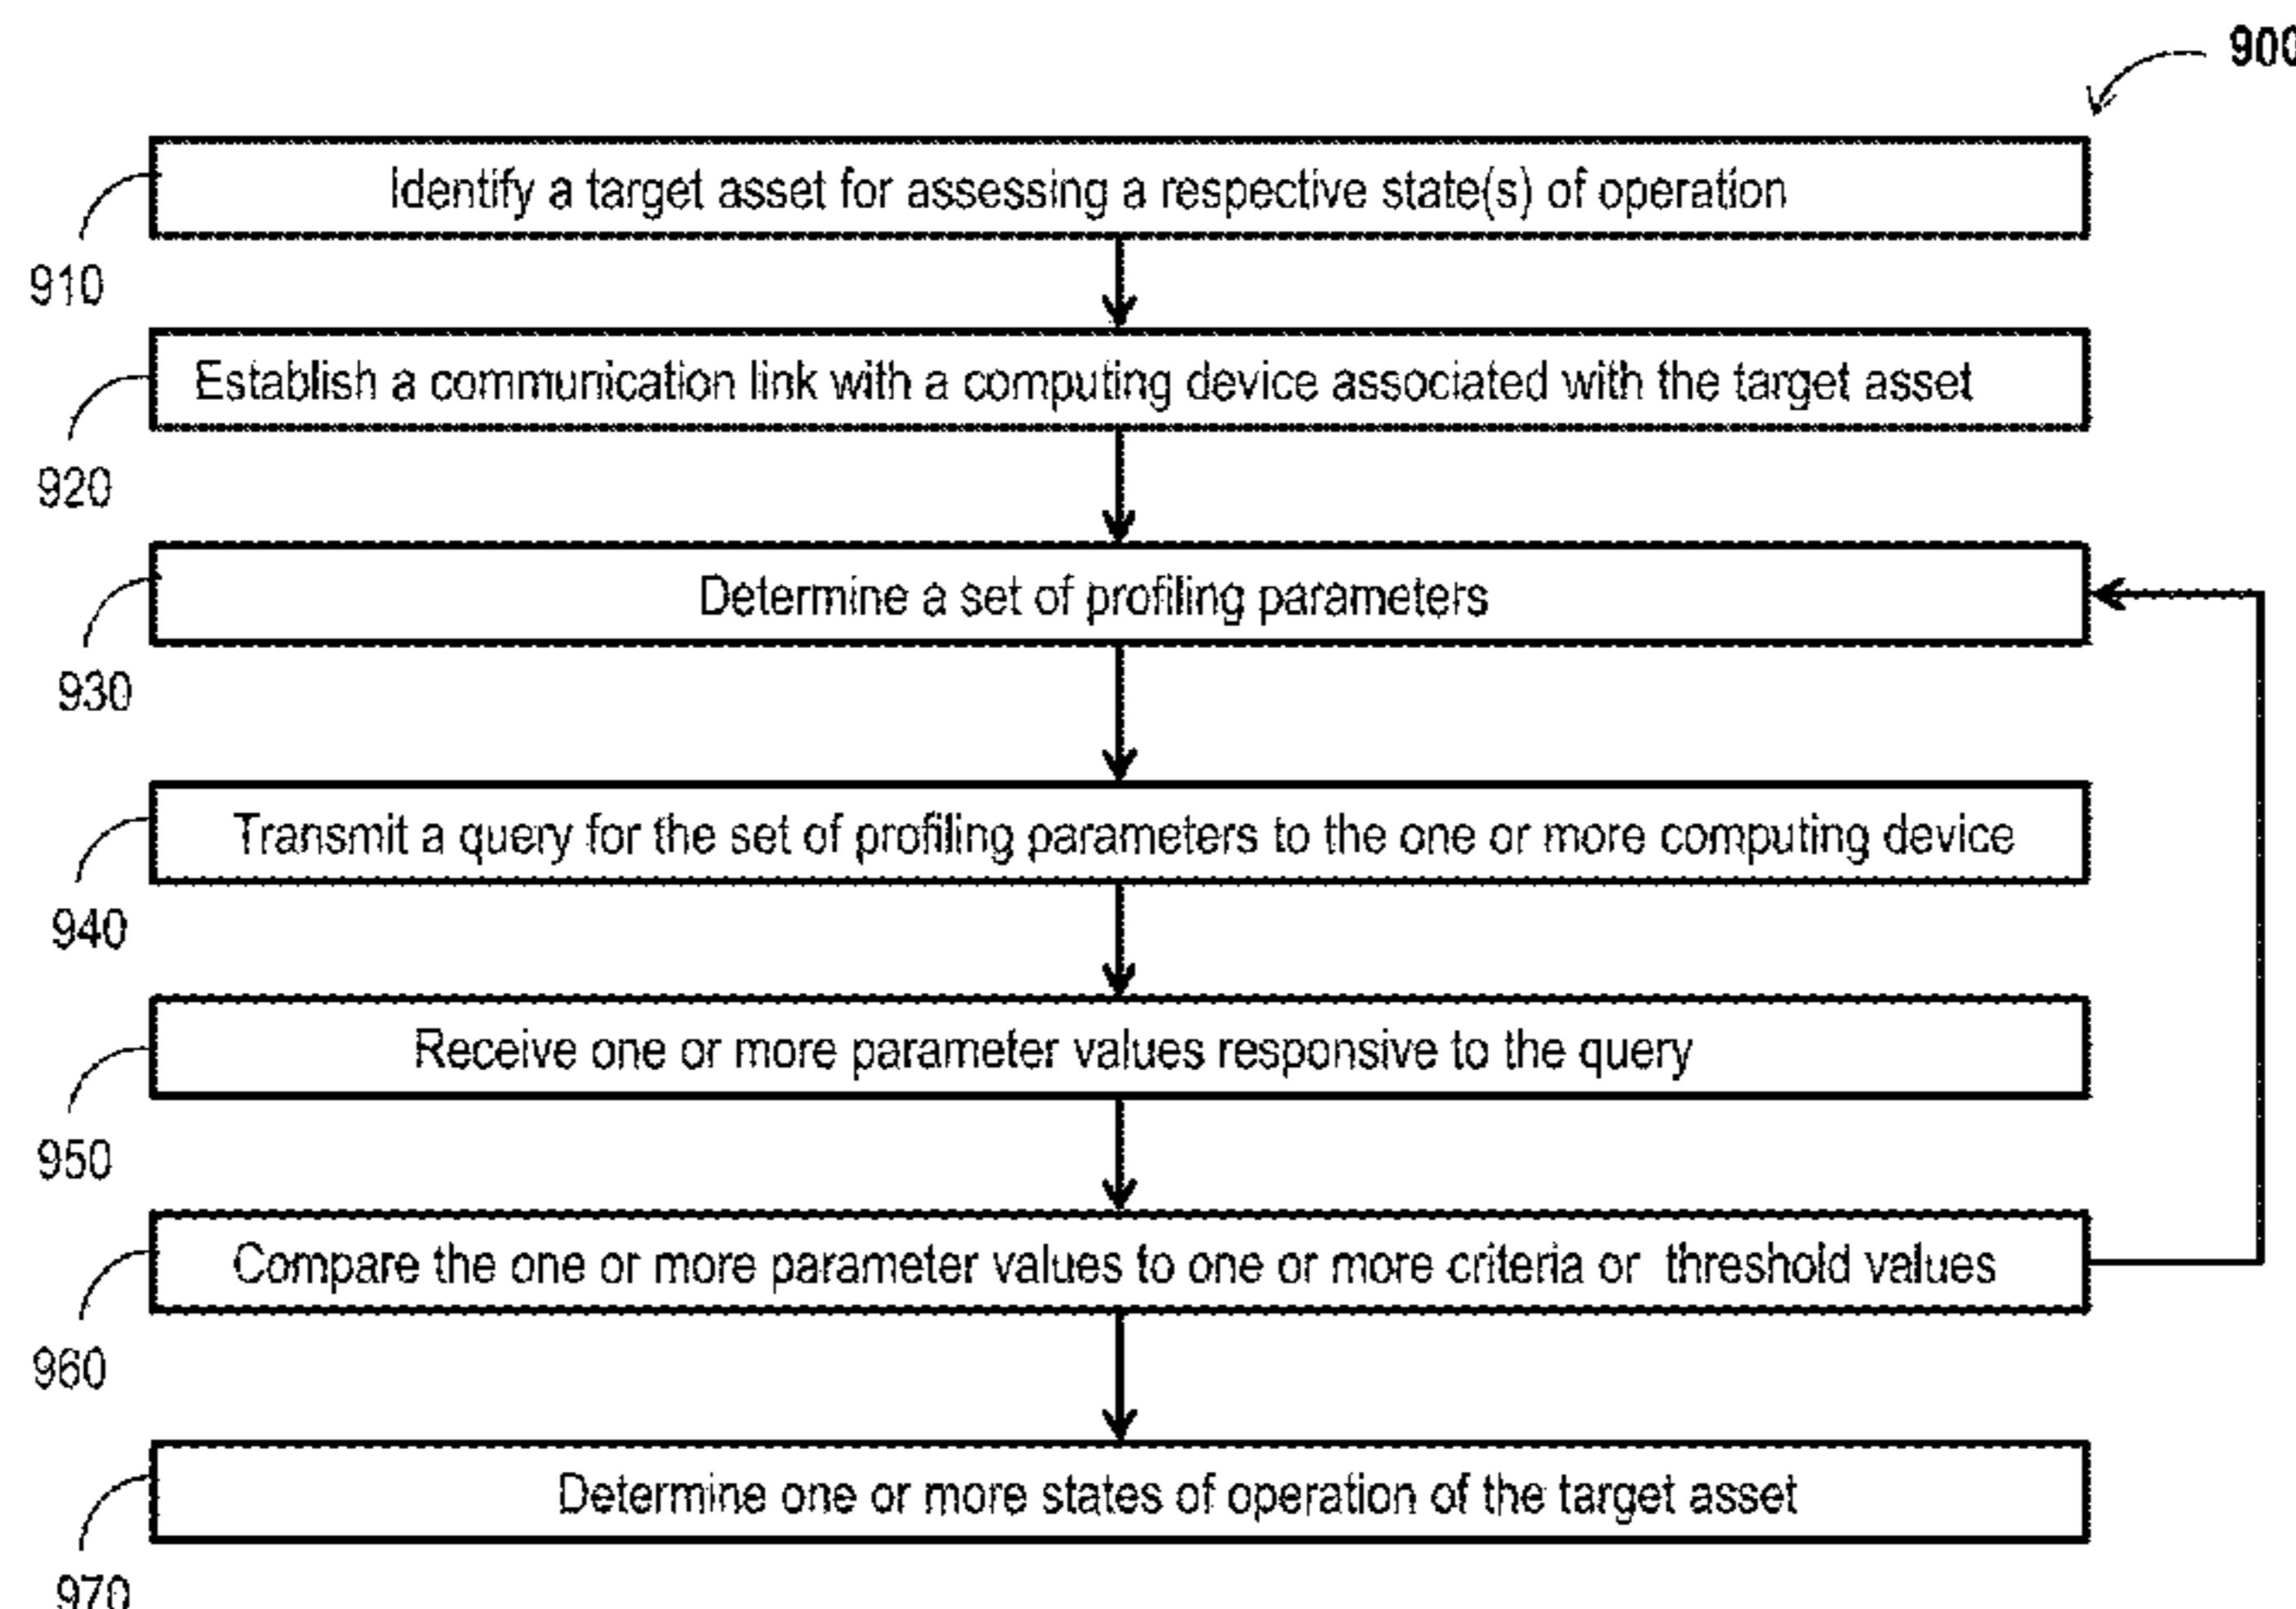 900
Identify a target asset for assessing a respective state(s) of operation
910
Establish a communication link with a computing device associated with the target asset
920
Determine a set of profiling parameters
930
Transmit a query for the set of profiling parameters to the one or more computing device
940
Receive one or more parameter values responsive to the query
950
Compare the one or more parameter values to one or more criteria or threshold values
960
Determine one or more states of operation of the target asset
970